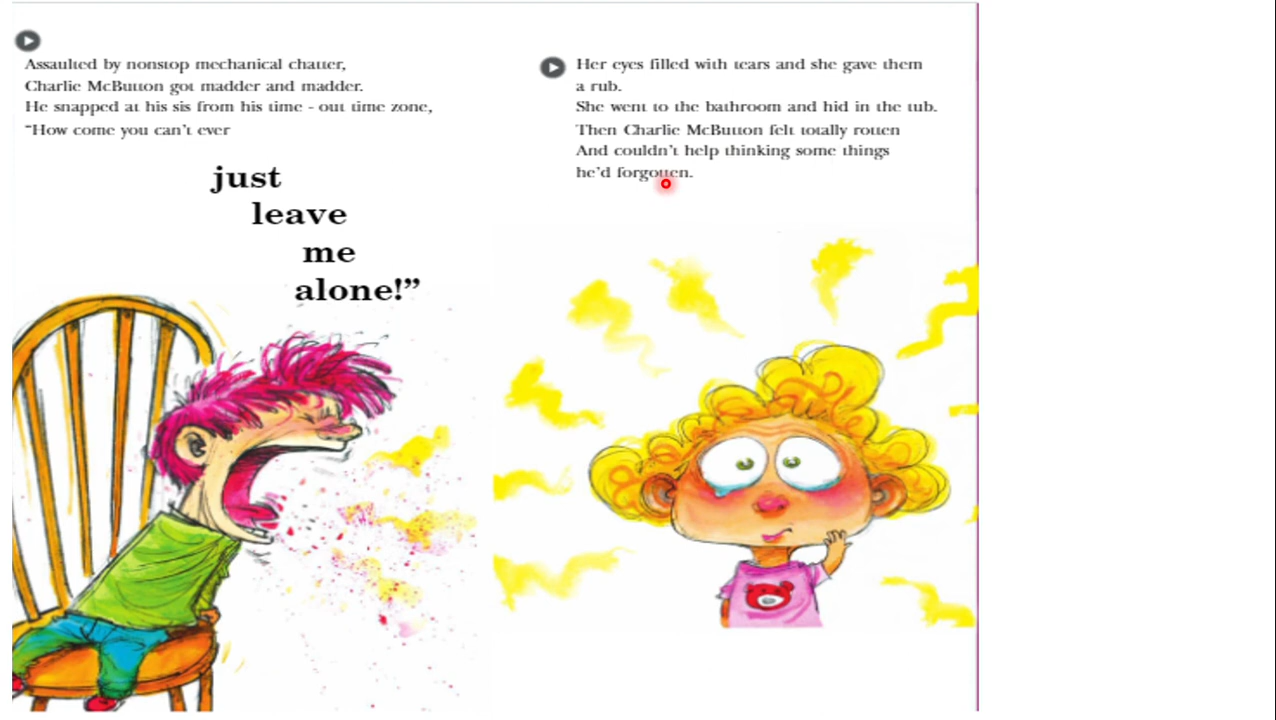 Assaulted by nonstop mechanical chatter,
Charlie McButton got madder and madder.
He snapped at his sis from his time - out time zone,
“How come you can’t ever
just
leave
me
alone!”
Her eyes filled with tears and she gave them
a rub.
She went to the bathroom and hid in the tub.
Then Charlie McButton felt totally rotten
And couldn’t help thinking some things
he’d forgotten.